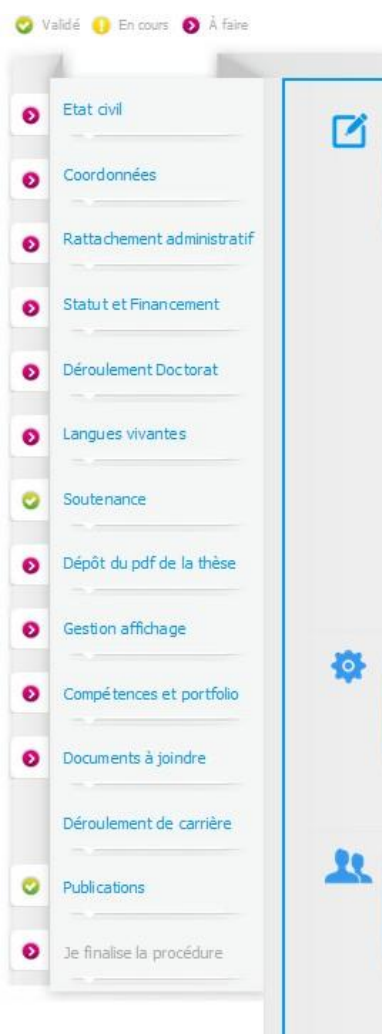 Validé En cours À faire
Etat civil
Coordonnées
Rattachement administratif
Statut et Financement
Déroulement Doctorat
Langues vivantes
Soutenance
Dépôt du pdf de la thèse
Gestion affichage
Compétences et portfolio
Documents à joindre
Déroulement de carrière
Publications
Je finalise la procédure